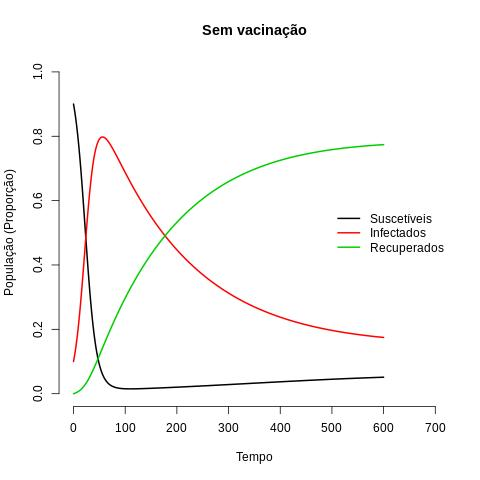 Sem vacinação
População (Proporção)
1.0
0.8
0.6
0.4
0.2
0.0
Suscetíveis
Infectados
Recuperados
0 100 200 300 400 500 600 700
Tempo